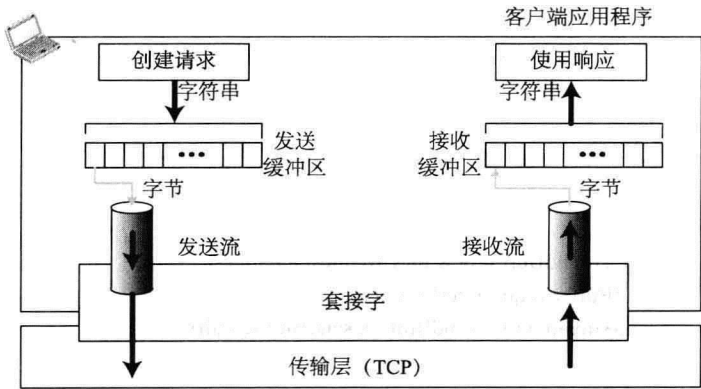 客户端应用程序
创建请求
使用响应
字符串
字符串
发送
缓冲区
接收
缓冲区
字节
字节
发送流
接收流
套接字
传输层（TCP）